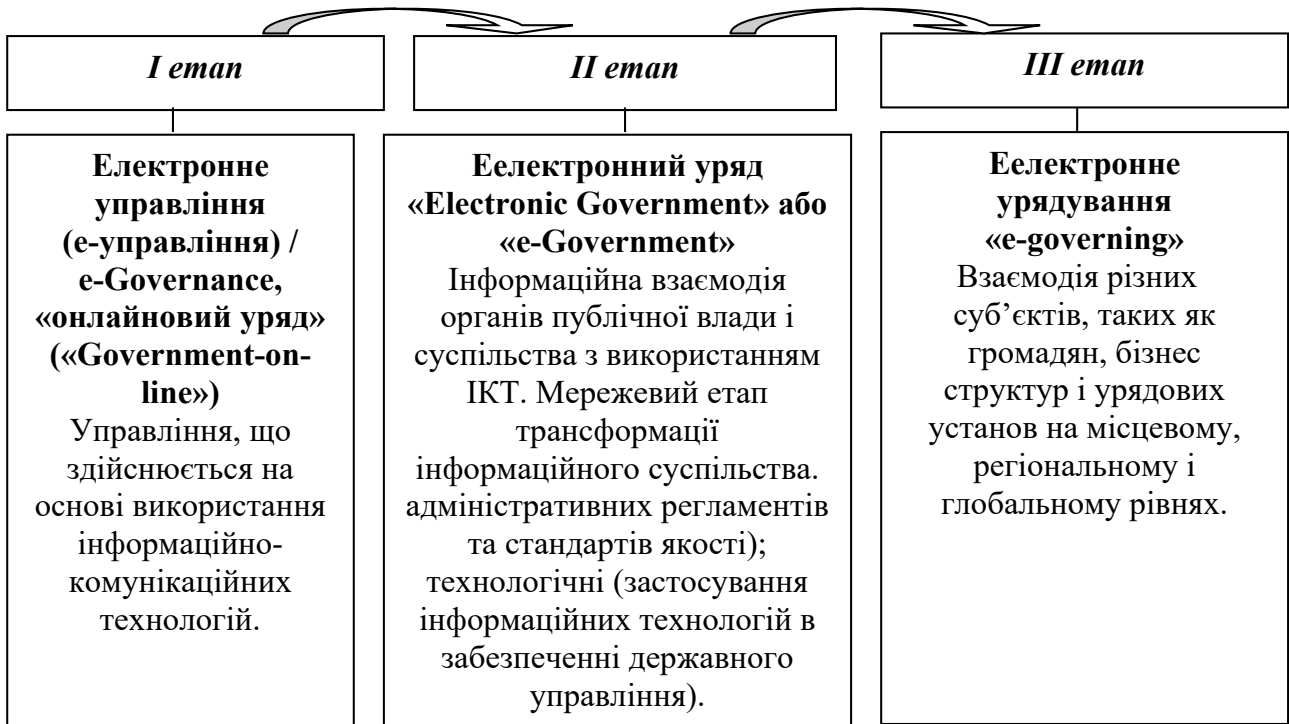 I етап
II етап
III етап
Електронне
управління
(е-управління) /
e-Governance,
«онлайновий уряд»
(«Government-on-
line»)
Управління, що
здійснюється на
основі використання
інформаційно-
комунікаційних
технологій.
Еелектронний уряд
«Electronic Government» або
«e-Government»
Інформаційна взаємодія
органів публічної влади і
суспільства з використанням
ІКТ. Мережевий етап
трансформації
інформаційного суспільства.
адміністративних регламентів
та стандартів якості);
технологічні (застосування
інформаційних технологій в
забезпеченні державного
управління).
Еелектронне
урядування
«e-governing»
Взаємодія різних
суб’єктів, таких як
громадян, бізнес
структур і урядових
установ на місцевому,
регіональному і
глобальному рівнях.